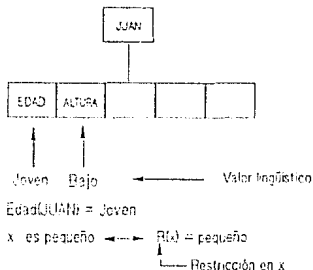 JUAN
EDAD ALTURA
Joven Bajo Valor lingüístico
Edad(JUAN) = Joven
x es pequeño R(x) = pequeño
Restricción en x